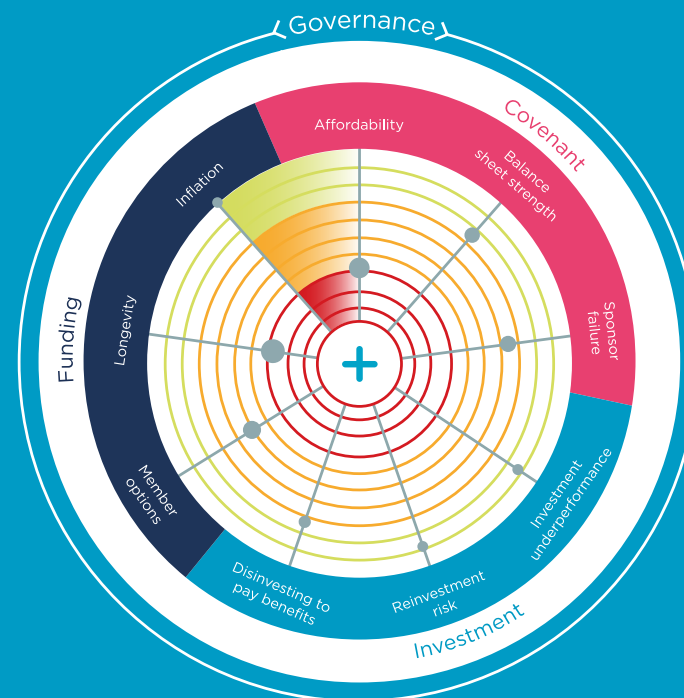 Governance
Covenant
Affordability
Balance
sheet strength
Sponsor
failure
Investment
underperformance
Reinvestment
risk
Disinvesting to
pay benefits
Investment
Member
options
Longevity
Inflation
Funding